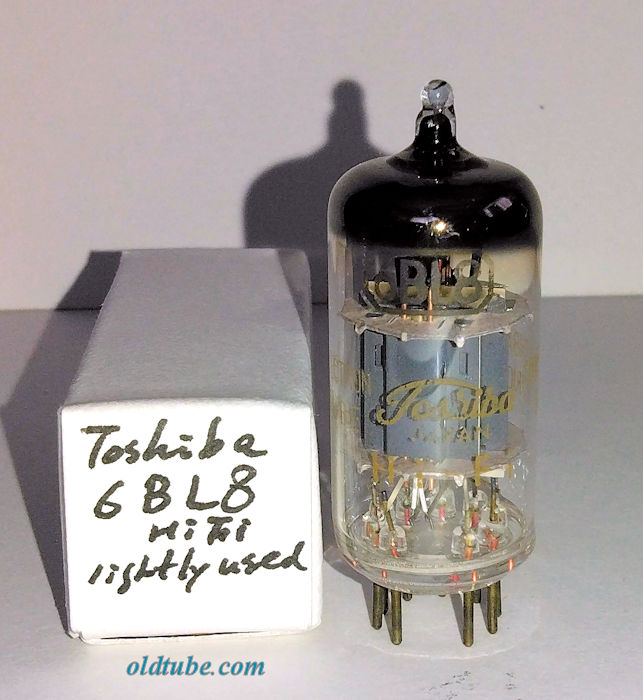 Toshiba
6BL8
HiFi
lightly used
6BL8
Toshiba
JAPAN
oldtube.com